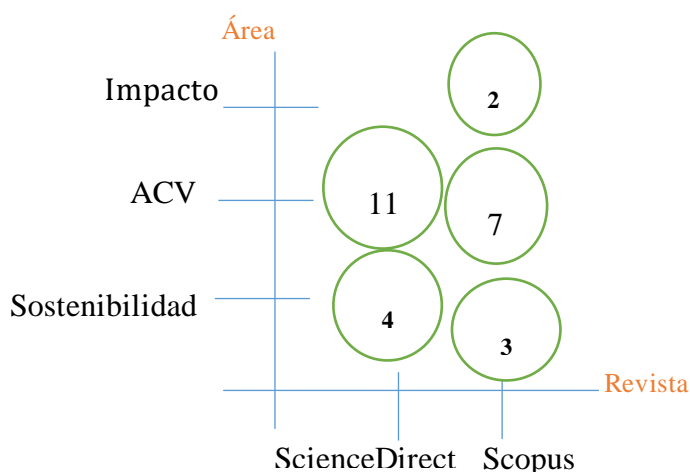 Área
Impacto
2
ACV
11
7
Sostenibilidad
4
3
Revista
ScienceDirect
Scopus